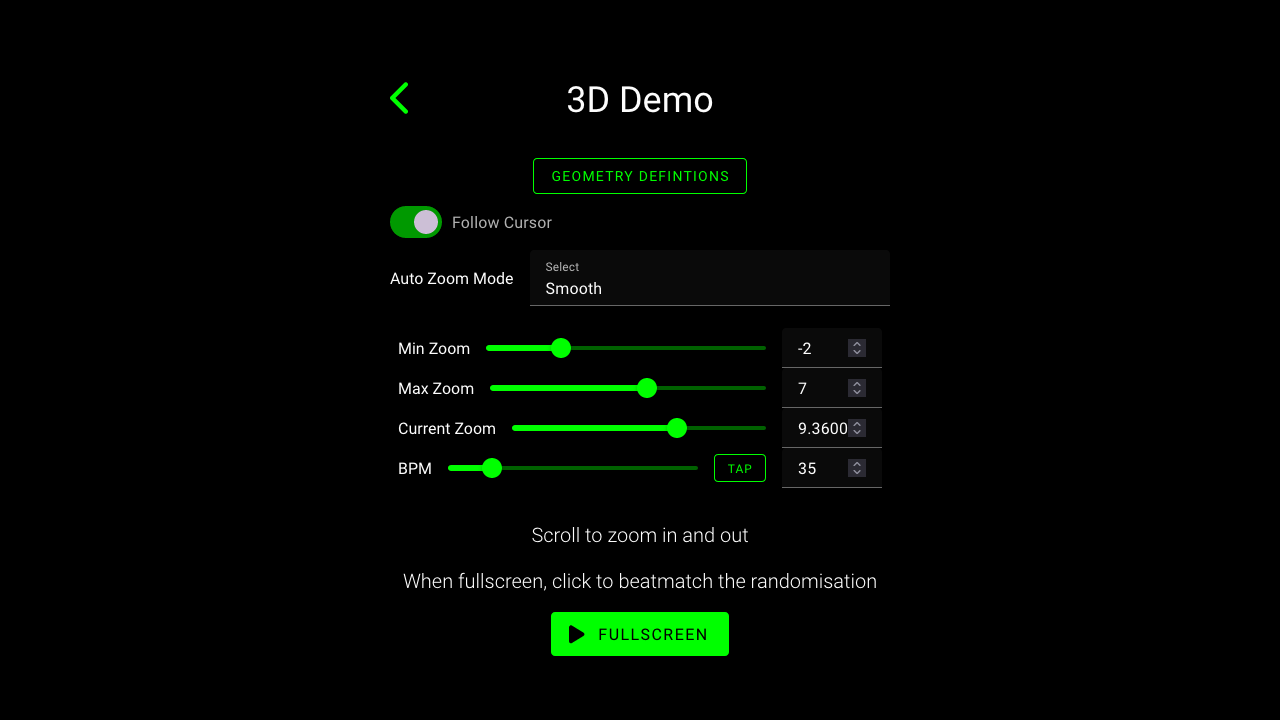 3D Demo
GEOMETRY DEFINTIONS
Follow Cursor
Auto Zoom Mode
Select
Smooth
Min Zoom -2
Max Zoom 7
Current Zoom 9.3600
BPM TAP 35
Scroll to zoom in and out
When fullscreen, click to beatmatch the randomisation
FULLSCREEN